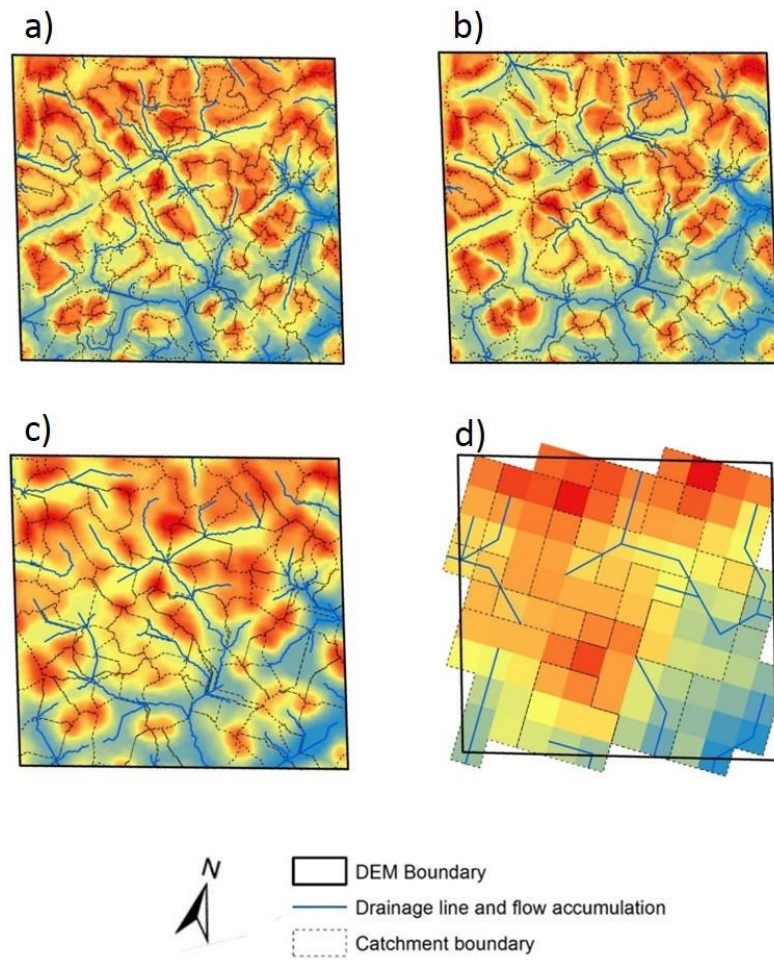 a)
b)
c)
d)
N
DEM Boundary
Drainage line and flow accumulation
Catchment boundary